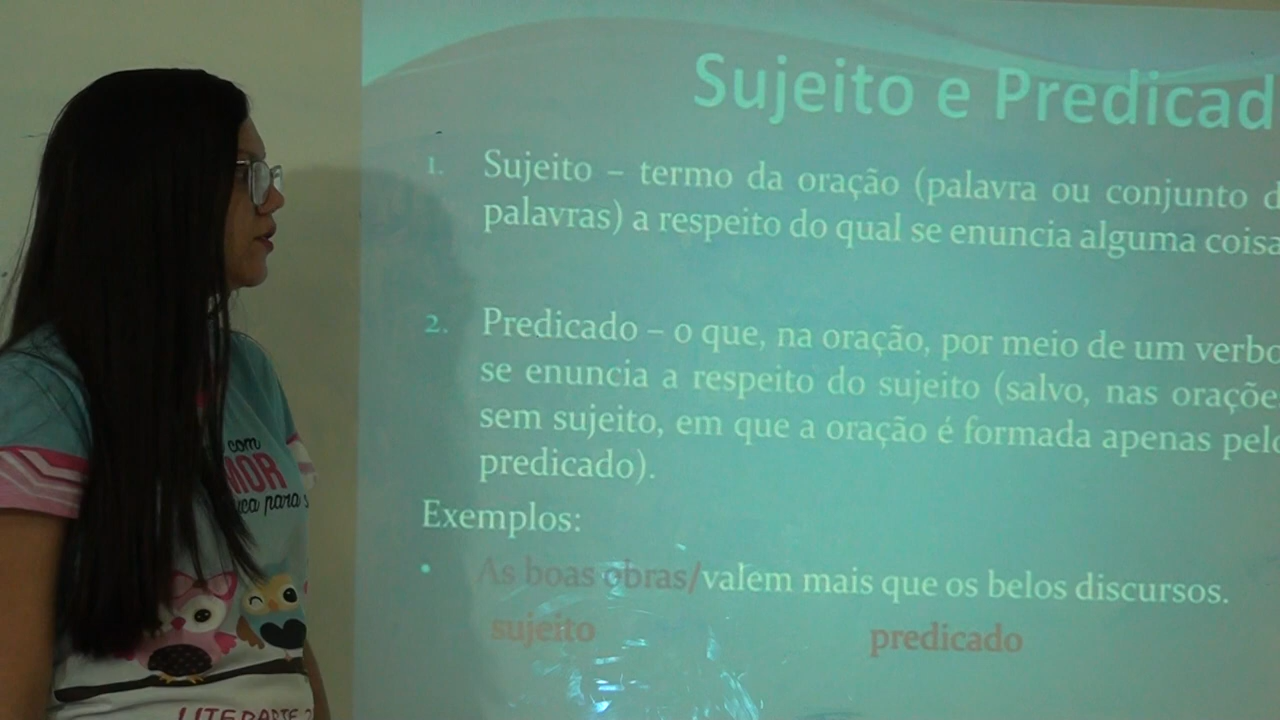 Sujeito e Predicad
1. Sujeito – termo da oração (palavra ou conjunto d
palavras) a respeito do qual se enuncia alguma coisa
2. Predicado – o que, na oração, por meio de um verbo
se enuncia a respeito do sujeito (salvo, nas oraçõe
sem sujeito, em que a oração é formada apenas pelo
predicado).
Exemplos:
• As boas obras/valem mais que os belos discursos.
sujeito predicado
com
para